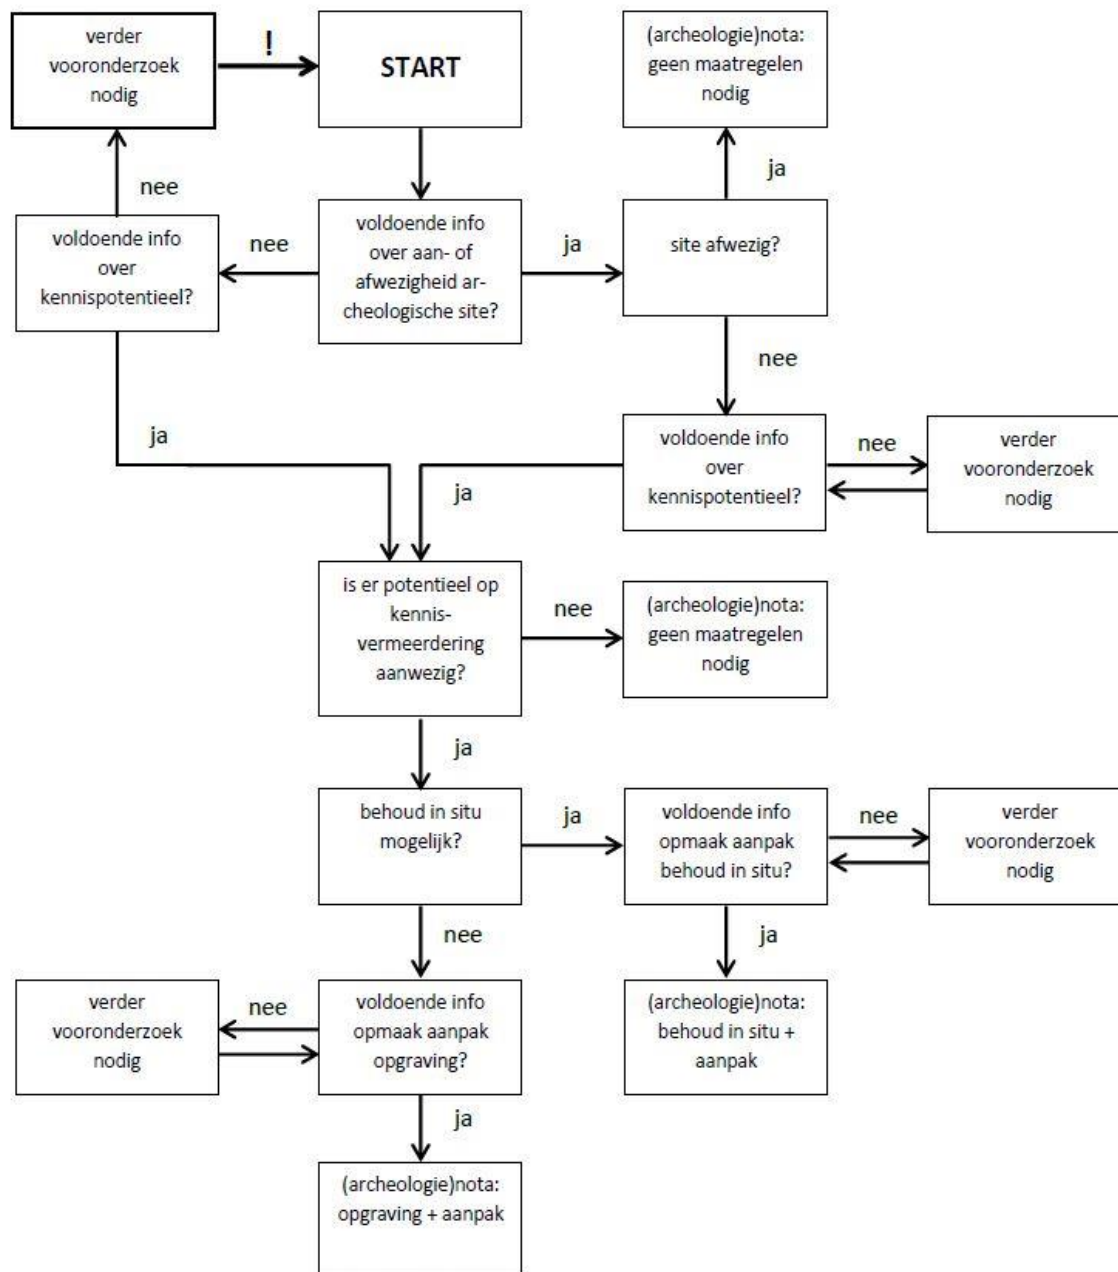 verder
vooronderzoek
nodig
!
START
(archeologie)nota:
geen maatregelen
nodig
nee
ja
voldoende info
over
kennispotentieel?
nee
voldoende info
over aan- of
afwezigheid ar-
cheologische site?
ja
site afwezig?
nee
ja
ja
voldoende info
over
kennispotentieel?
nee
verder
vooronderzoek
nodig
is er potentieel op
kennis-
vermeerdering
aanwezig?
nee
(archeologie)nota:
geen maatregelen
nodig
ja
behoud in situ
mogelijk?
ja
voldoende info
opmaak aanpak
behoud in situ?
nee
verder
vooronderzoek
nodig
nee
ja
verder
vooronderzoek
nodig
nee
voldoende info
opmaak aanpak
opgraving?
(archeologie)nota:
behoud in situ +
aanpak
ja
(archeologie)nota:
opgraving + aanpak